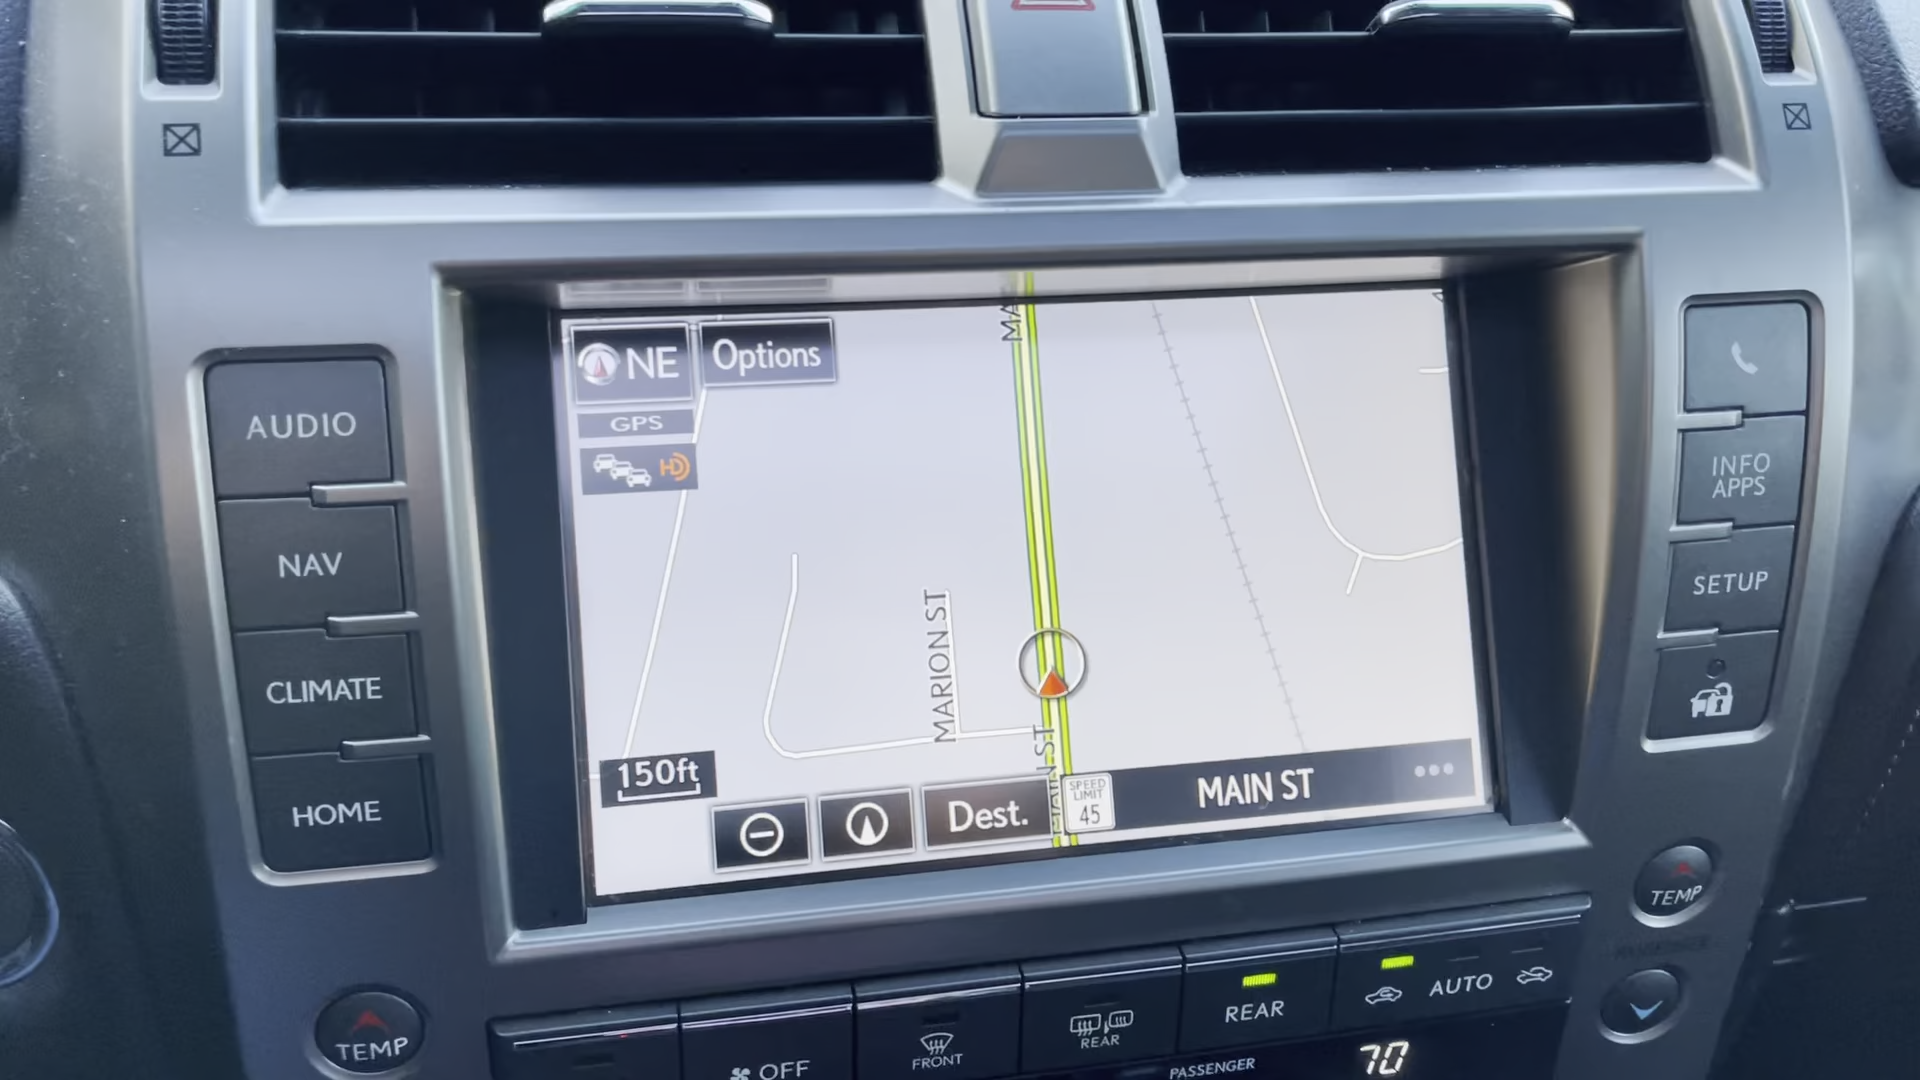 NE
Options
GPS
HD
MA
MARION ST
MAIN ST
MAIN ST
150ft
Dest.
SPEED
LIMIT
45
MAIN ST
AUDIO
NAV
CLIMATE
HOME
INFO
APPS
SETUP
TEMP
TEMP
OFF
FRONT
REAR
REAR
AUTO
PASSENGER
70